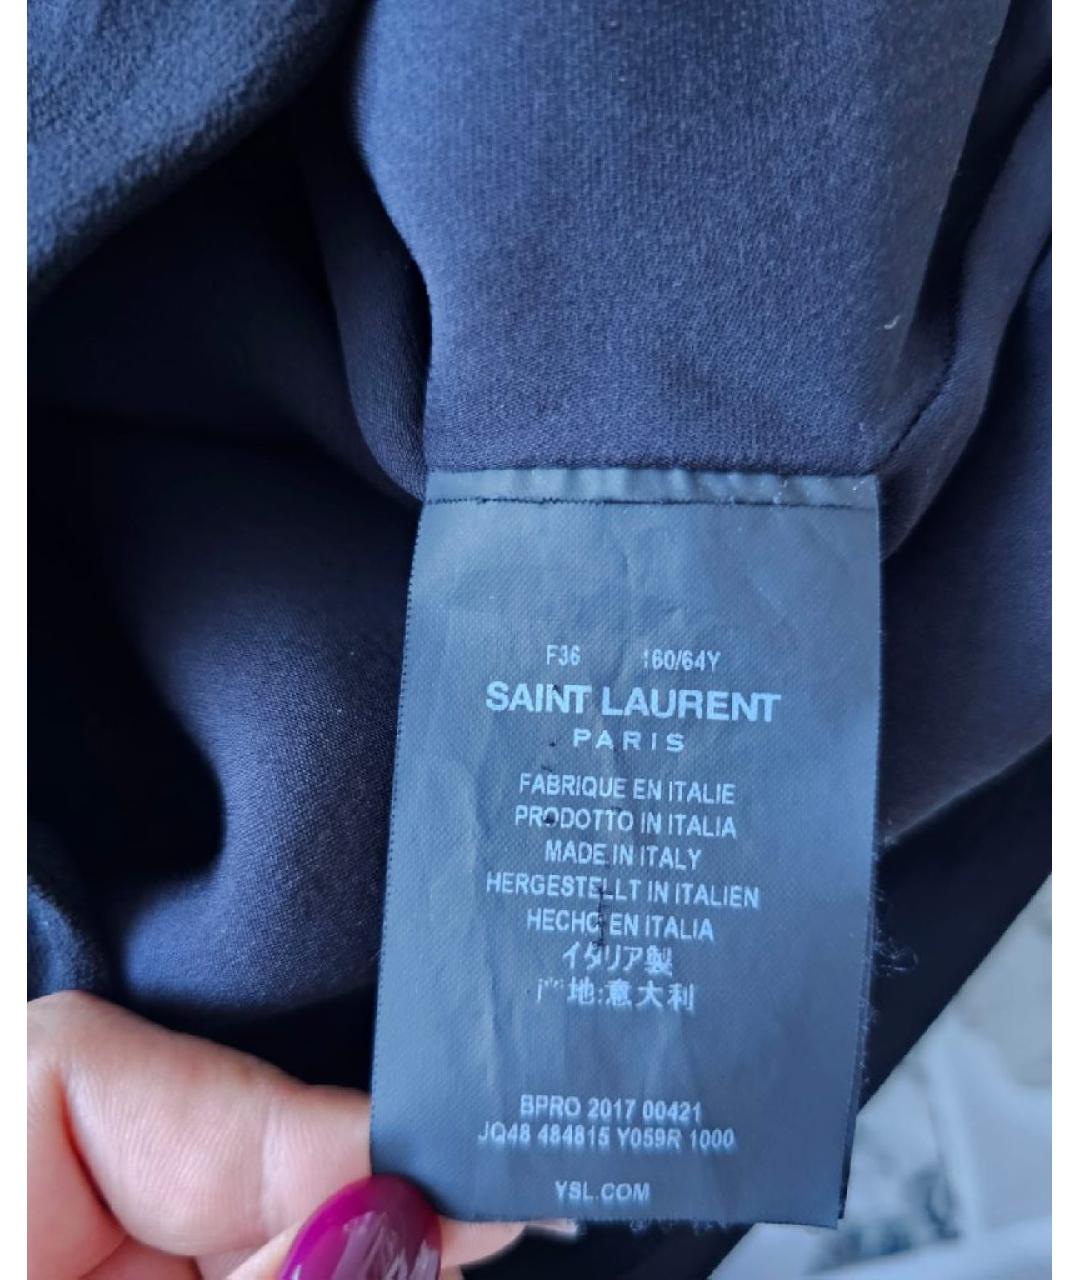 F36 160/64Y
SAINT LAURENT
PARIS
FABRIQUE EN ITALIE
PRODOTTO IN ITALIA
MADE IN ITALY
HERGESTELLT IN ITALIEN
HECHO EN ITALIA
イタリア製
产地:意大利
BPRO 2017 00421
JQ48 484815 Y059R 1000
YSL.COM